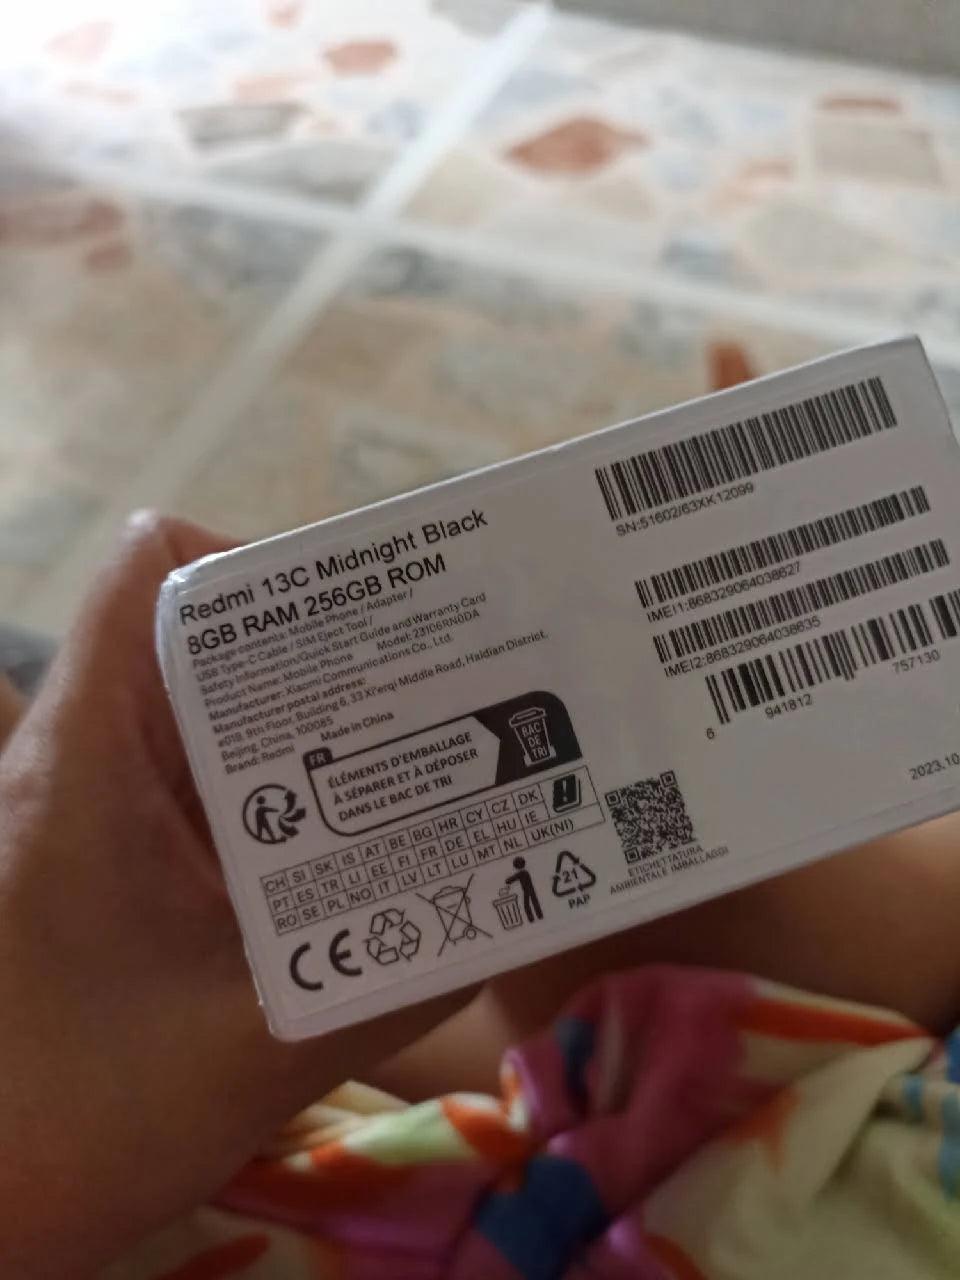 Redmi 13C Midnight Black
8GB RAM 256GB ROM
Package contents: Mobile Phone / Adapter /
USB Type-C Cable / SIM Eject Tool /
Safety Information/Quick Start Guide and Warranty Card
Product Name: Mobile Phone Model: 23106RN0DA
Manufacturer: Xiaomi Communications Co., Ltd.
Manufacturer postal address:
#019, 9th Floor, Building 6, 33 Xi'erqi Middle Road, Haidian District,
Beijing, China, 100085
Brand: Redmi Made in China
FR
ÉLÉMENTS D'EMBALLAGE
À SÉPARER ET À DÉPOSER
DANS LE BAC DE TRI
BAC
DE
TRI
CH SI SK IS AT BE BG HR CY CZ DK
PT ES TR LI EE FI FR DE EL HU IE
RO SE PL NO IT LV LT LU MT NL UK(NI)
CE
21
PAP
SN:51602/63XK12099
IMEI1:868329064038627
IMEI2:868329064038635
6 941812 757130
ETICHETTATURA
AMBIENTALE IMBALLAGGI
2023.10